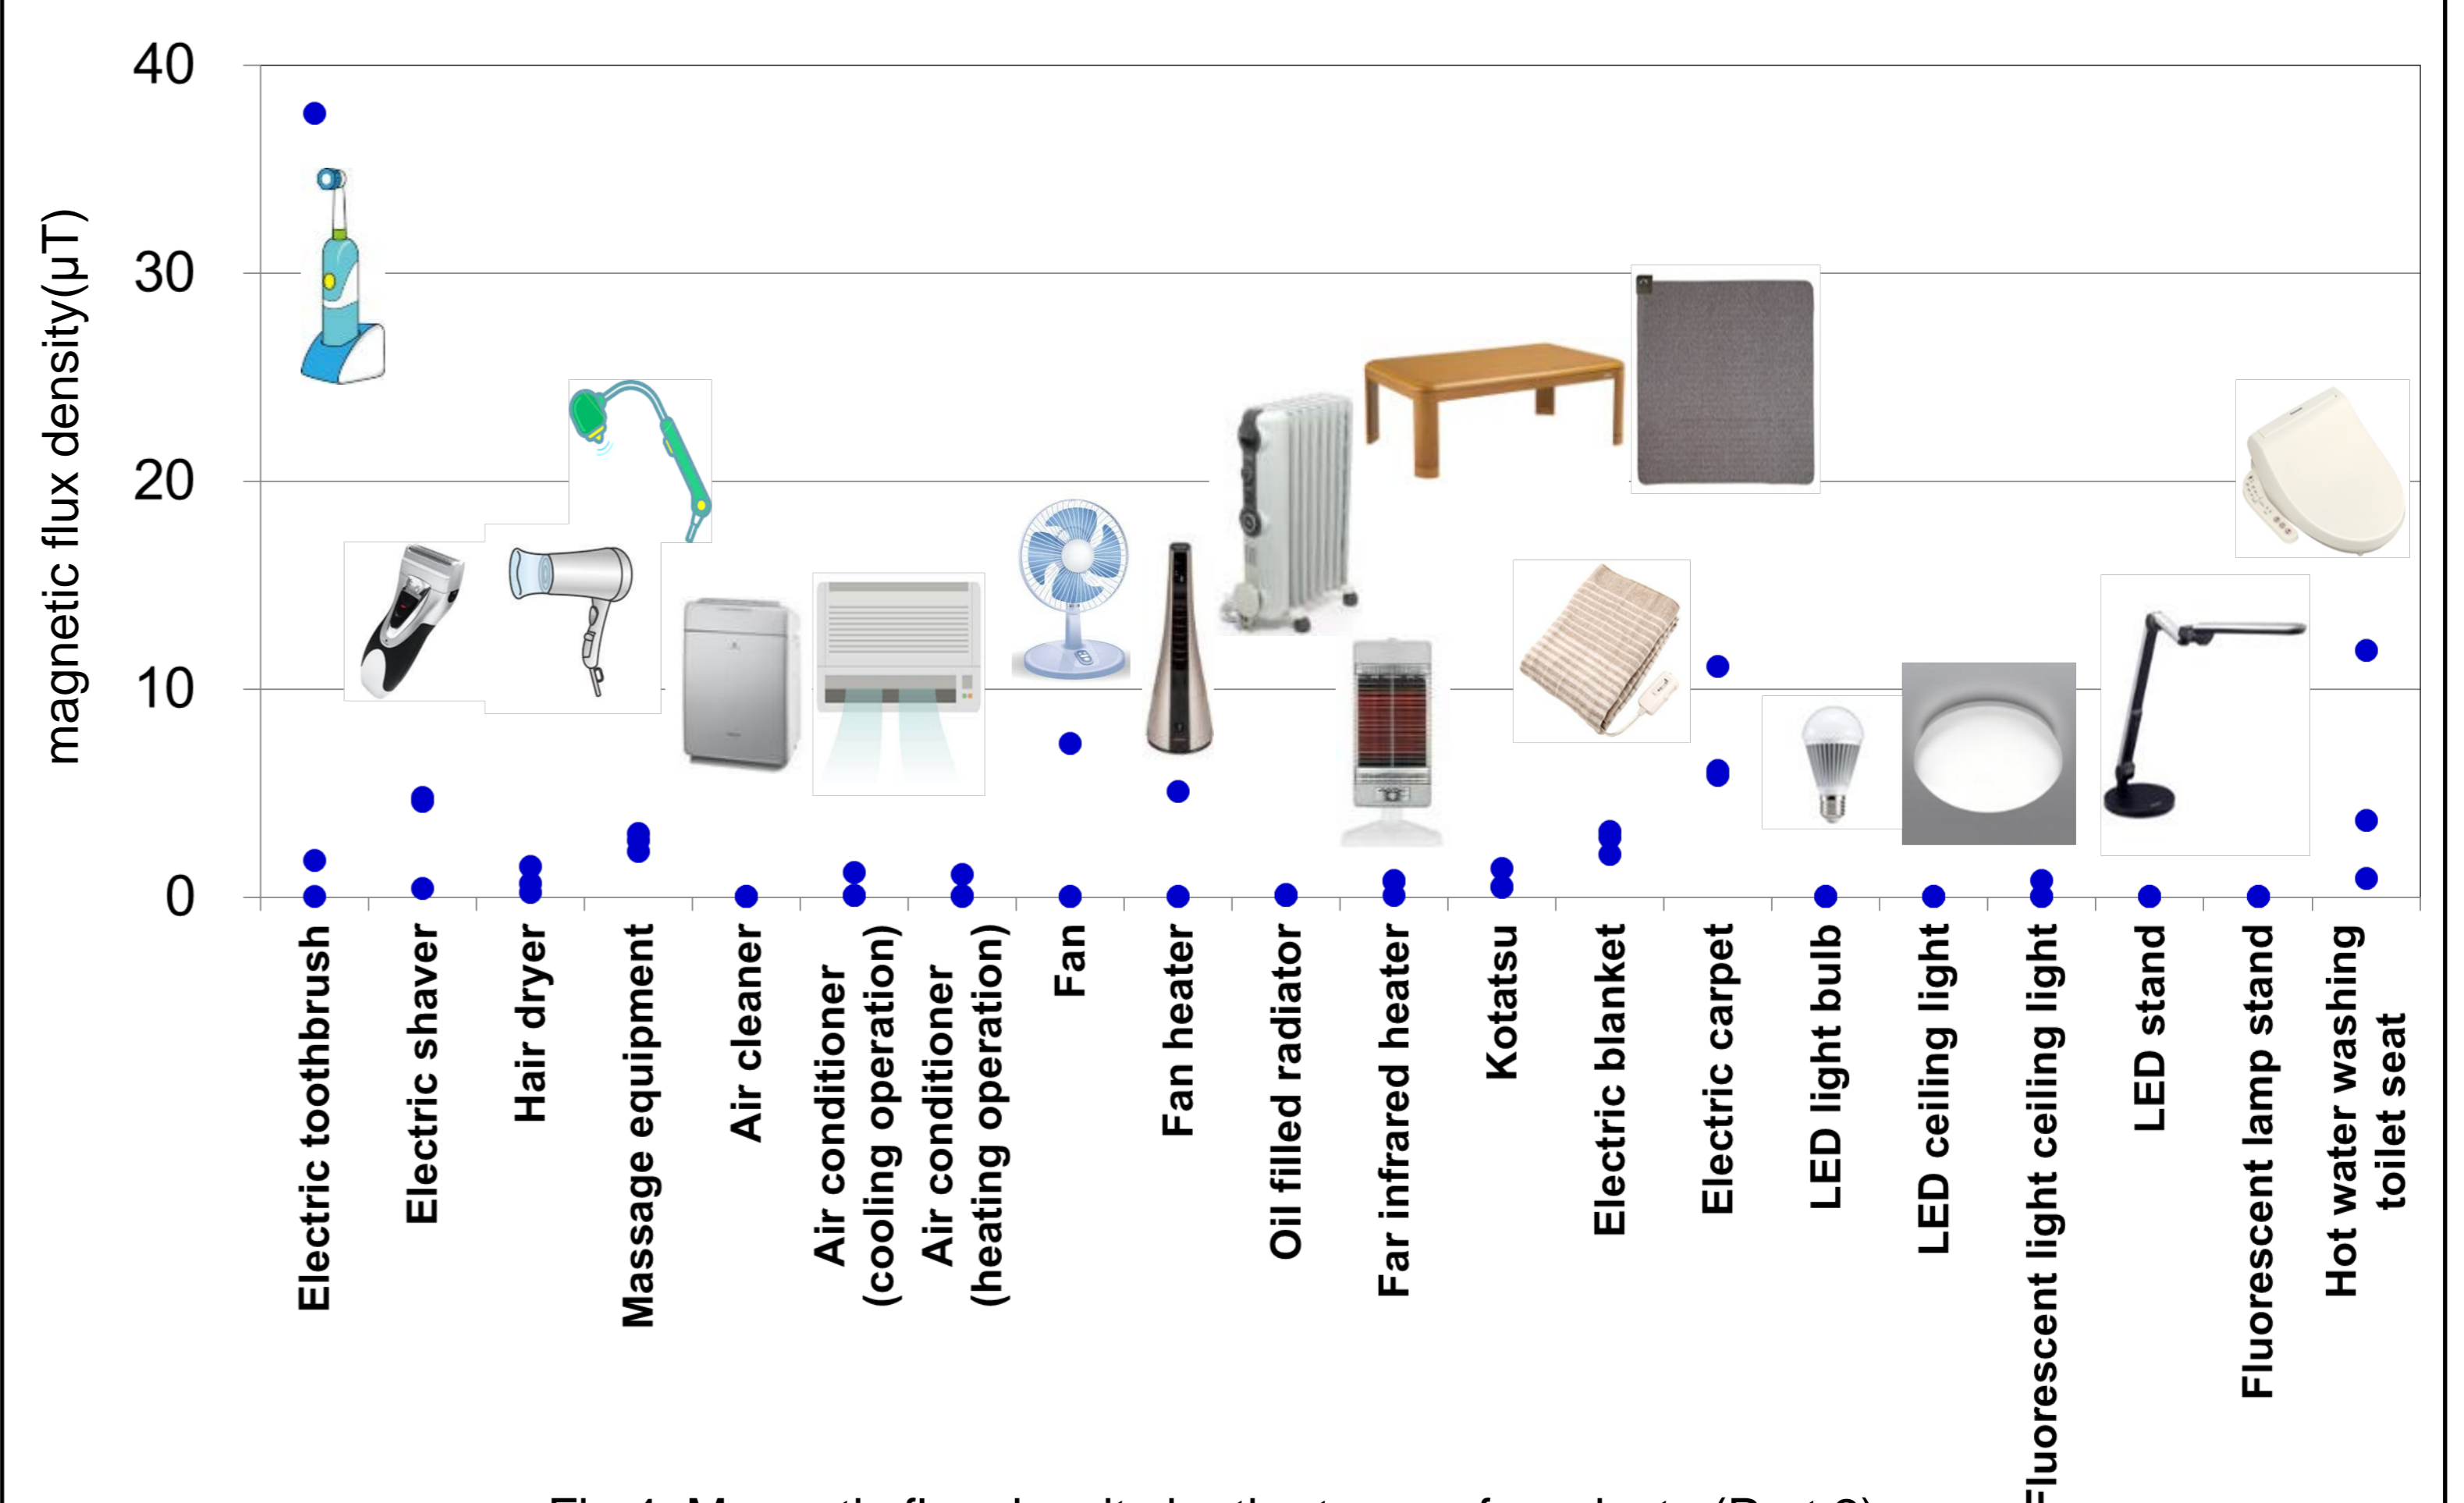 40
30
20
10
0
magnetic flux density(μT)
Electric toothbrush
Electric shaver
Hair dryer
Massage equipment
Air cleaner
Air conditioner
(cooling operation)
Air conditioner
(heating operation)
Fan
Fan heater
Oil filled radiator
Far infrared heater
Kotatsu
Electric blanket
Electric carpet
LED light bulb
LED ceiling light
Fluorescent light ceiling light
LED stand
Fluorescent lamp stand
Hot water washing
toilet seat